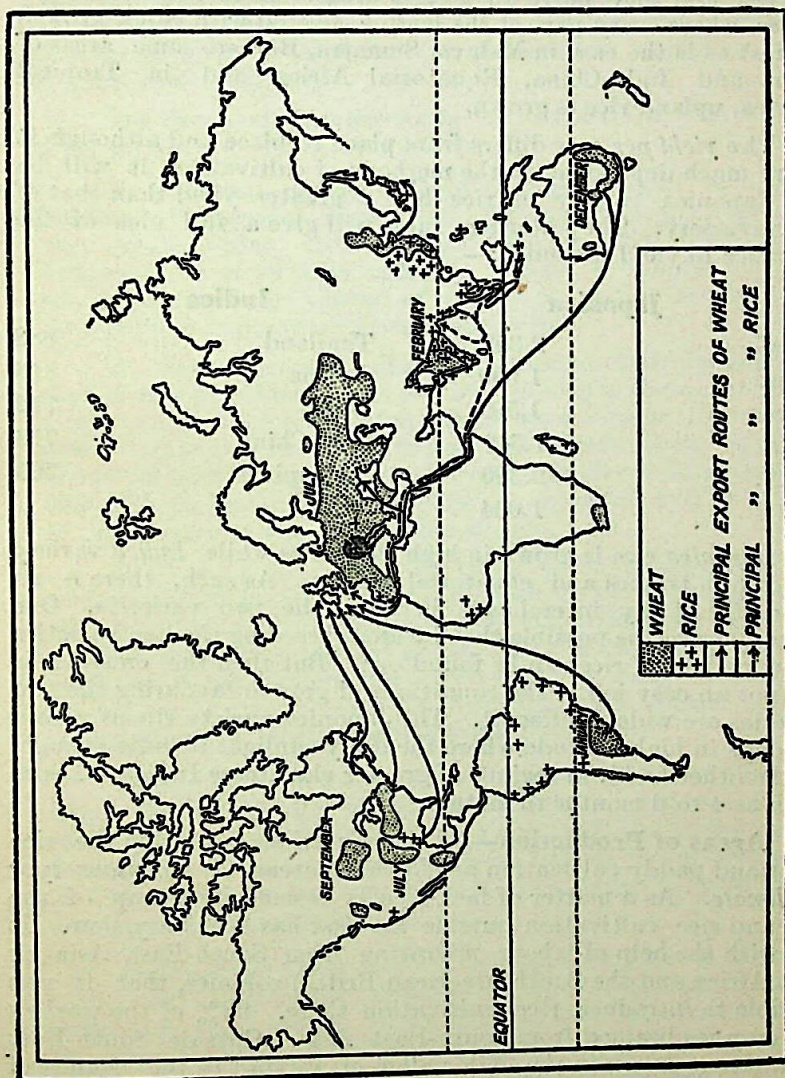 SEPTEMBER
JULY
JULY
FEBRUARY
EQUATOR
JANUARY
DECEMBER
WHEAT
RICE
PRINCIPAL EXPORT ROUTES OF WHEAT
PRINCIPAL " " " RICE